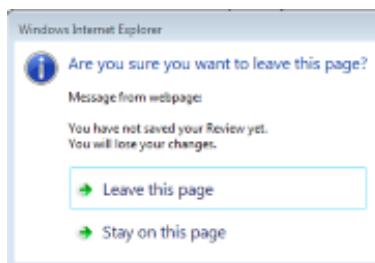 Windows Internet Explorer
Are you sure you want to leave this page?
Message from webpage:
You have not saved your Review yet.
You will lose your changes.
Leave this page
Stay on this page